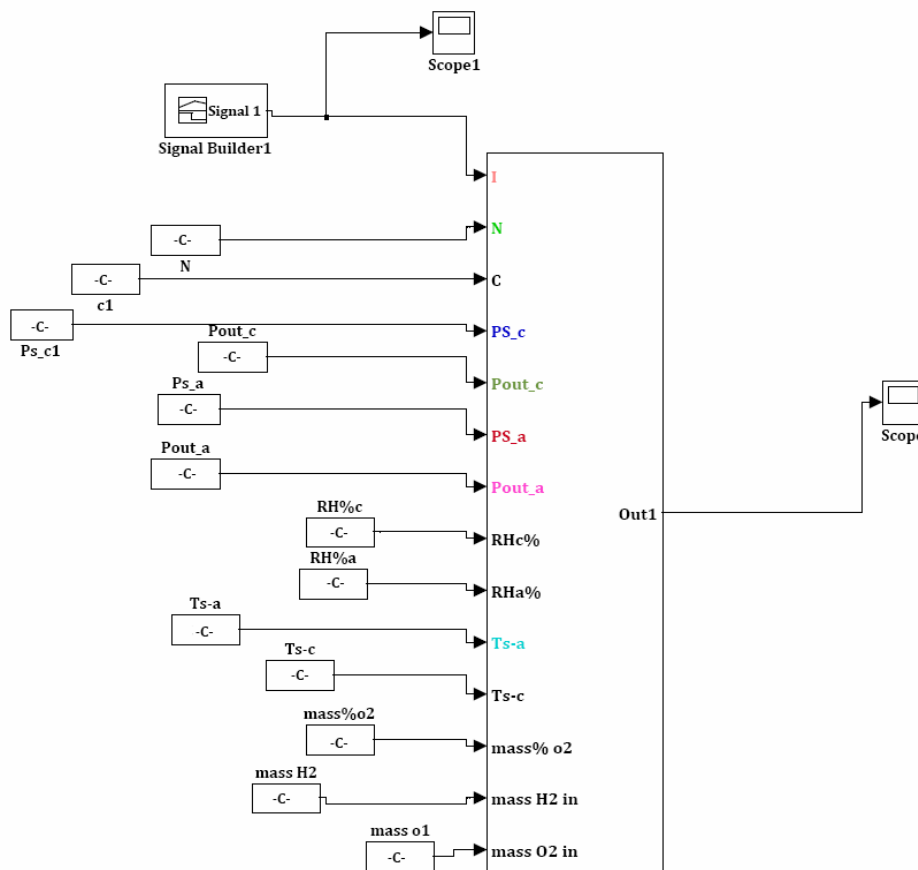 Scope1
Signal 1
Signal Builder1
I
N
-C-
N
C
-C-
c1
PS_c
-C-
Ps_c1
Pout_c
-C-
Pout_c
Ps_a
-C-
PS_a
Pout_a
-C-
Pout_a
Scope
Out1
RH%c
-C-
RHc%
RH%a
-C-
RHa%
Ts-a
-C-
Ts-a
Ts-c
-C-
Ts-c
mass%o2
-C-
mass% o2
mass H2
-C-
mass H2 in
mass o1
-C-
mass O2 in